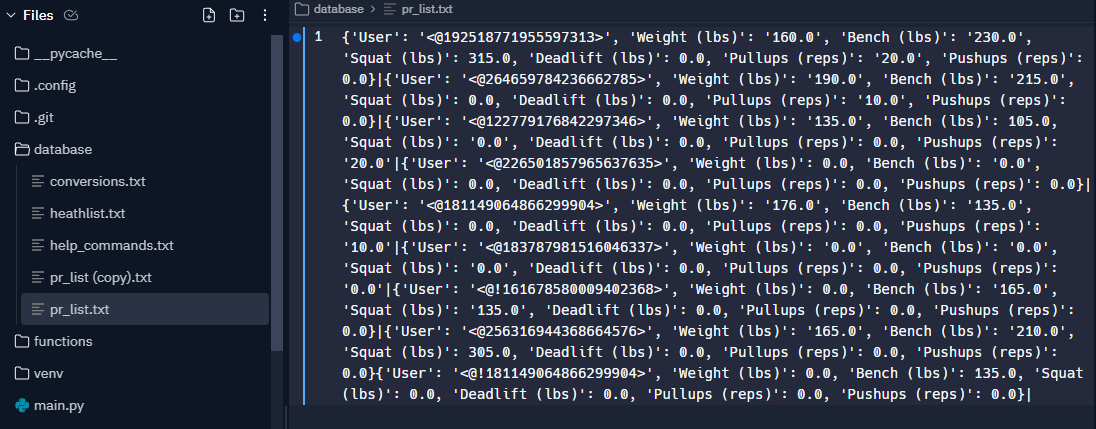 Files
__pycache__
.config
.git
database
conversions.txt
heathlist.txt
help_commands.txt
pr_list (copy).txt
pr_list.txt
functions
venv
main.py
database > pr_list.txt
1 {'User': '<@192518771955597313>', 'Weight (lbs)': '160.0', 'Bench (lbs)': '230.0',
'Squat (lbs)': 315.0, 'Deadlift (lbs)': 0.0, 'Pullups (reps)': '20.0', 'Pushups (reps)':
0.0}|{'User': '<@264659784236662785>', 'Weight (lbs)': '190.0', 'Bench (lbs)': '215.0',
'Squat (lbs)': 0.0, 'Deadlift (lbs)': 0.0, 'Pullups (reps)': '10.0', 'Pushups (reps)':
0.0}|{'User': '<@122779176842297346>', 'Weight (lbs)': '135.0', 'Bench (lbs)': 105.0,
'Squat (lbs)': '0.0', 'Deadlift (lbs)': 0.0, 'Pullups (reps)': 0.0, 'Pushups (reps)':
'20.0'|{'User': '<@226501857965637635>', 'Weight (lbs)': 0.0, 'Bench (lbs)': '0.0',
'Squat (lbs)': 0.0, 'Deadlift (lbs)': 0.0, 'Pullups (reps)': 0.0, 'Pushups (reps)': 0.0}|
{'User': '<@181149064866299904>', 'Weight (lbs)': '176.0', 'Bench (lbs)': '135.0',
'Squat (lbs)': 0.0, 'Deadlift (lbs)': 0.0, 'Pullups (reps)': 0.0, 'Pushups (reps)':
'10.0'|{'User': '<@183787981516046337>', 'Weight (lbs)': '0.0', 'Bench (lbs)': '0.0',
'Squat (lbs)': '0.0', 'Deadlift (lbs)': 0.0, 'Pullups (reps)': 0.0, 'Pushups (reps)':
'0.0'|{'User': '<@!161678580009402368>', 'Weight (lbs)': 0.0, 'Bench (lbs)': '165.0',
'Squat (lbs)': '135.0', 'Deadlift (lbs)': 0.0, 'Pullups (reps)': 0.0, 'Pushups (reps)':
0.0}|{'User': '<@256316944368664576>', 'Weight (lbs)': '165.0', 'Bench (lbs)': '210.0',
'Squat (lbs)': 305.0, 'Deadlift (lbs)': 0.0, 'Pullups (reps)': 0.0, 'Pushups (reps)':
0.0}{'User': '<@!181149064866299904>', 'Weight (lbs)': 0.0, 'Bench (lbs)': 135.0, 'Squat
(lbs)': 0.0, 'Deadlift (lbs)': 0.0, 'Pullups (reps)': 0.0, 'Pushups (reps)': 0.0}|